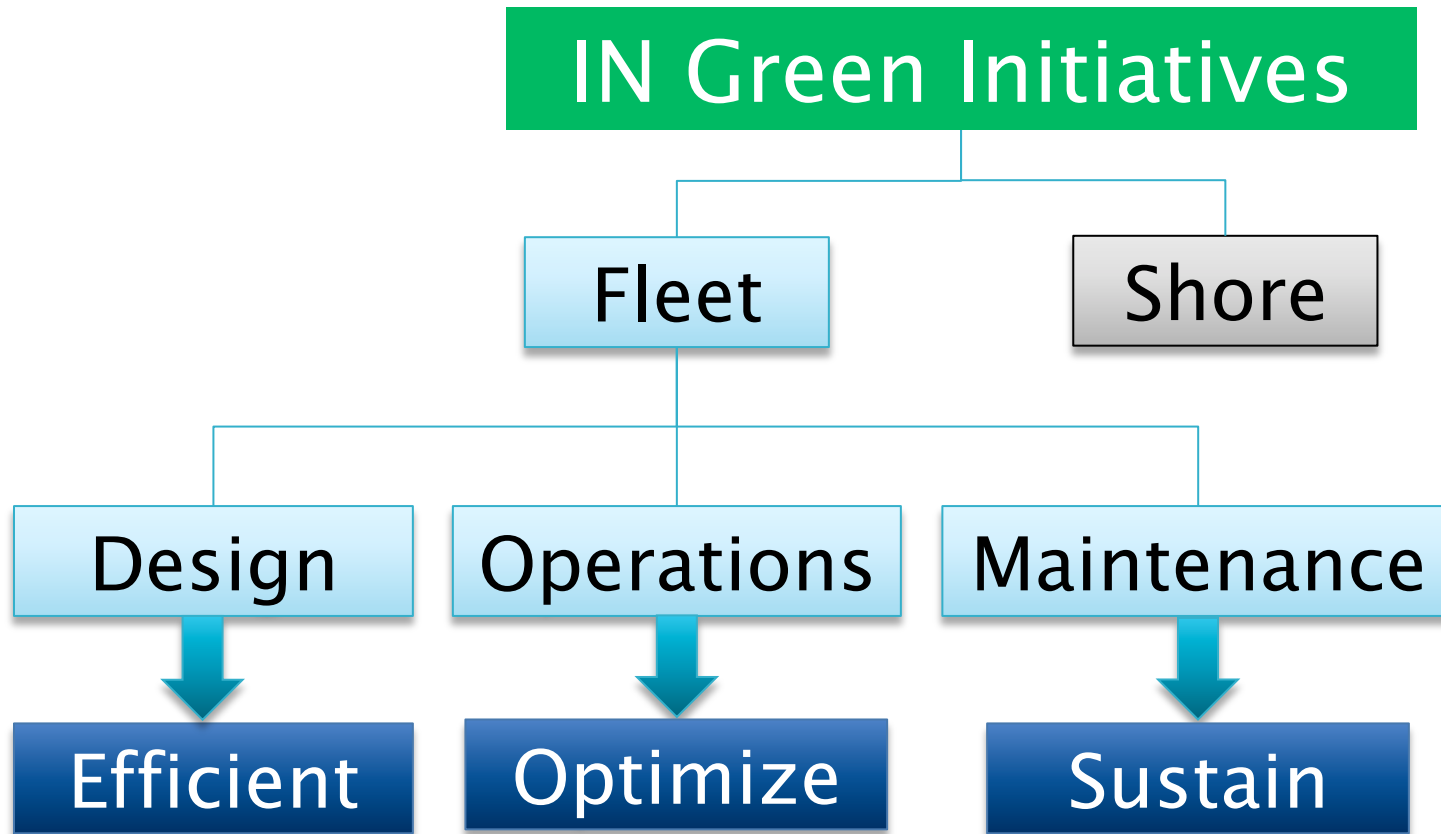 IN Green Initiatives
Fleet
Shore
Design
Operations
Maintenance
Efficient
Optimize
Sustain